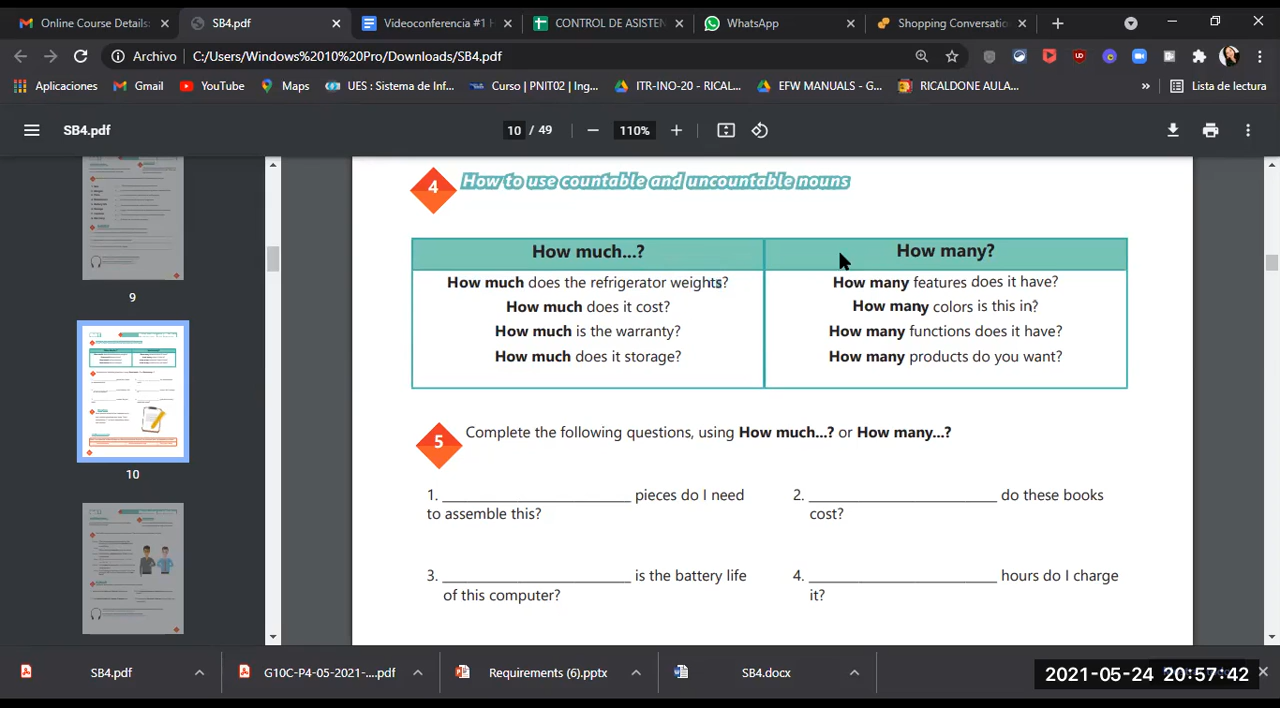 Online Course Details:
SB4.pdf
Videoconferencia #1 H
CONTROL DE ASISTEN
WhatsApp
Shopping Conversatio
Archivo
C:/Users/Windows%2010%20Pro/Downloads/SB4.pdf
Aplicaciones
Gmail
YouTube
Maps
UES : Sistema de Inf...
Curso | PNIT02 | Ing...
ITR-INO-20 - RICAL...
EFW MANUALS - G...
RICALDONE AULA...
»
Lista de lectura
SB4.pdf
10 / 49
110%
9
10
4
How to use countable and uncountable nouns
How much...?
How many?
How much does the refrigerator weights?
How many features does it have?
How much does it cost?
How many colors is this in?
How much is the warranty?
How many functions does it have?
How much does it storage?
How many products do you want?
5
Complete the following questions, using How much...? or How many...?
1. ______________________ pieces do I need
to assemble this?
2. ______________________ do these books
cost?
3. ______________________ is the battery life
of this computer?
4. ______________________ hours do I charge
it?
SB4.pdf
G10C-P4-05-2021-....pdf
Requirements (6).pptx
SB4.docx
2021-05-24 20:57:42